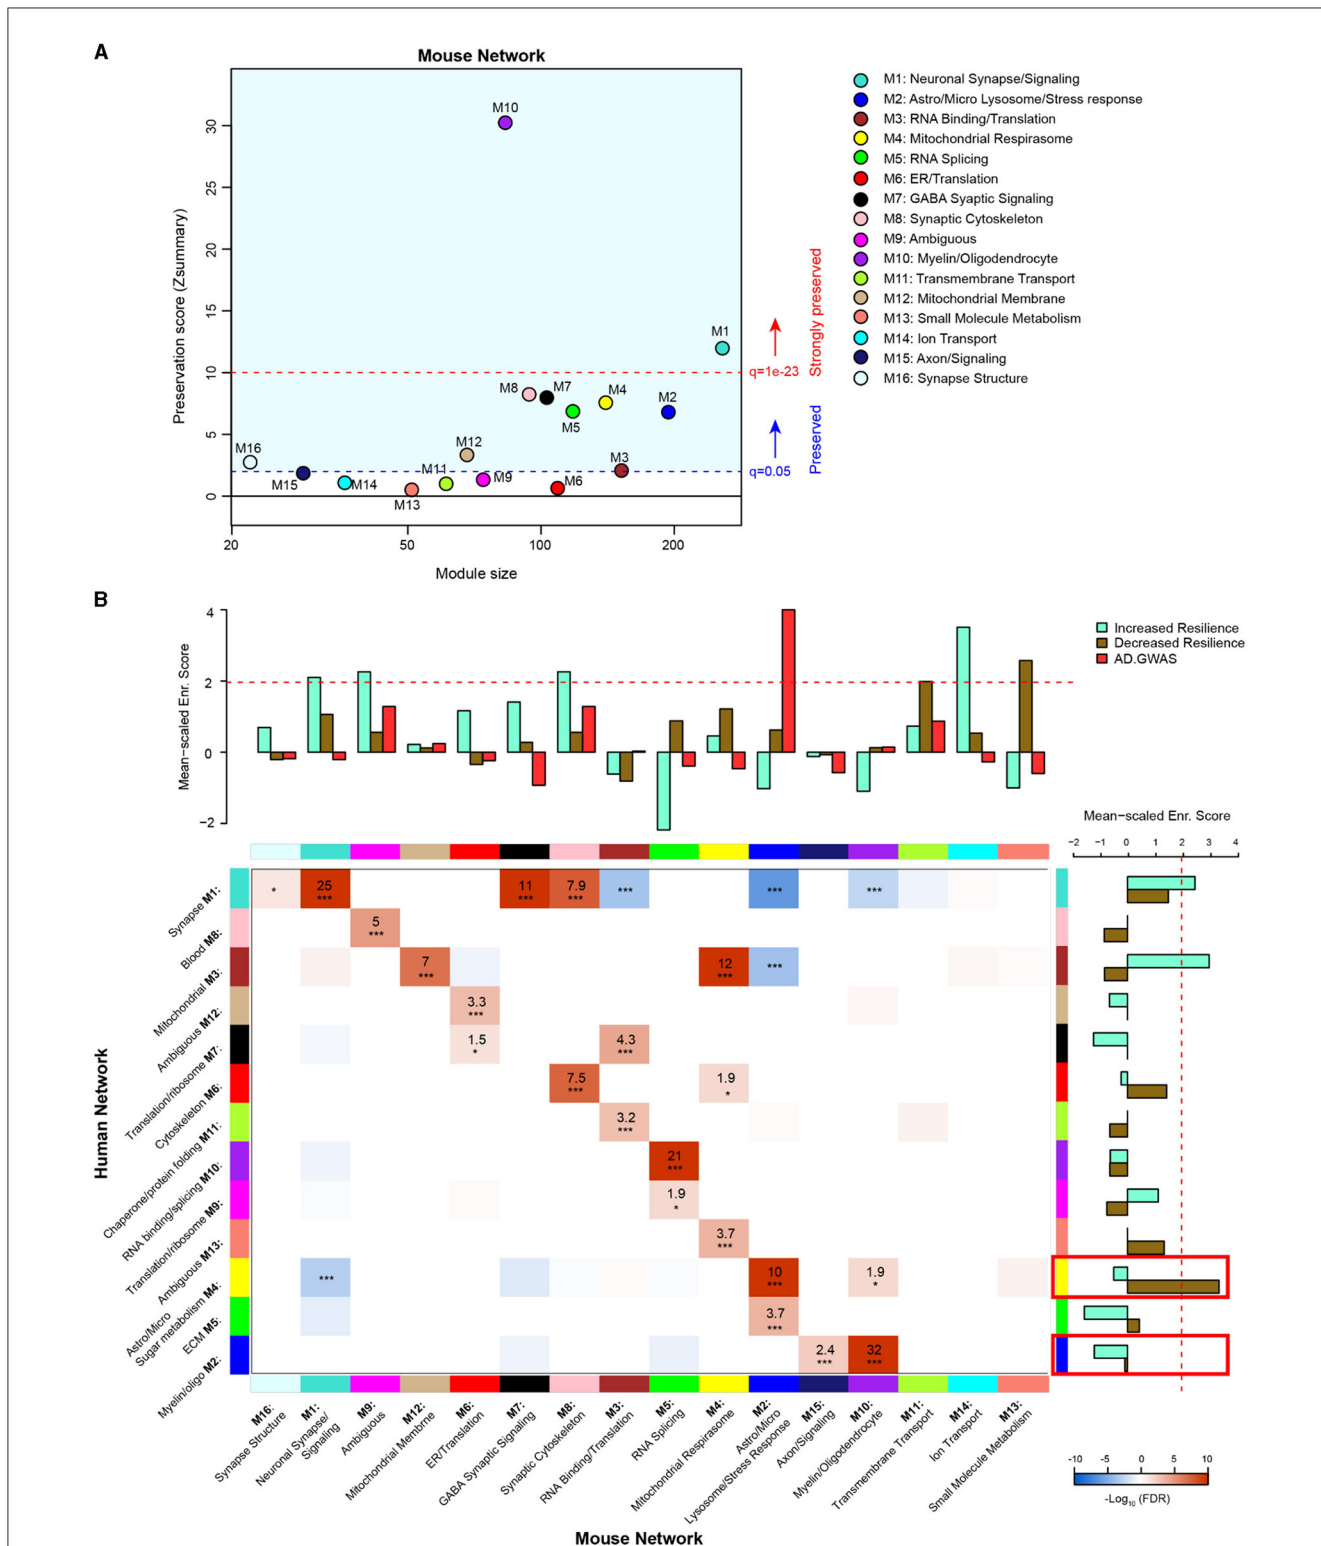 A
Mouse Network
Preservation score (Zsummary)
30
25
20
15
10
5
0
20
50
100
200
Module size
M10
M1
M8
M7
M4
M2
M5
M12
M16
M3
M15
M14
M11
M9
M6
M13
q=1e-23
q=0.05
Strongly preserved
Preserved
M1: Neuronal Synapse/Signaling
M2: Astro/Micro Lysosome/Stress response
M3: RNA Binding/Translation
M4: Mitochondrial Respirasome
M5: RNA Splicing
M6: ER/Translation
M7: GABA Syaptic Signaling
M8: Synaptic Cytoskeleton
M9: Ambiguous
M10: Myelin/Oligodendrocyte
M11: Transmembrane Transport
M12: Mitochondrial Membrane
M13: Small Molecule Metabolism
M14: Ion Transport
M15: Axon/Signaling
M16: Synapse Structure
B
Mean-scaled Enr. Score
4
2
0
−2
Increased Resilience
Decreased Resilience
AD.GWAS
Mean−scaled Enr. Score
−2 −1 0 1 2 3 4
Human Network
Synapse M1:
Blood M8:
Mitochondrial M3:
Ambiguous M12:
Translation/ribosome M7:
Cytoskeleton M6:
Chaperone/protein folding M11:
RNA binding/splicing M10:
Translation/ribosome M9:
Ambiguous M13:
Astro/Micro
Sugar metabolism M4:
ECM M5:
Myelin/oligo M2:
* 25 *** 11 *** 7.9 *** *** *** ***
5 ***
7 *** 12 *** ***
3.3 ***
1.5 * 4.3 ***
7.5 *** 1.9 *
3.2 ***
21 ***
1.9 *
3.7 ***
*** 10 *** 1.9 *
3.7 ***
2.4 *** 32 ***
M16:
Synapse Structure
M1:
Neuronal Synapse/
Signaling
M9:
Ambiguous
M12:
Mitochondrial Membrne
M6:
ER/Translation
M7:
GABA Synaptic Signaling
M8:
Synaptic Cytoskeleton
M3:
RNA Binding/Translation
M5:
RNA Splicing
M4:
Mitochondrial Respirasome
M2:
Astro/Micro
Lysosome/Stress Response
M15:
Axon/Signaling
M10:
Myelin/Oligodendrocyte
M11:
Transmembrane Transport
M14:
Ion Transport
M13:
Small Molecule Metabolism
-10 -5 0 5 10
-Log10 (FDR)
Mouse Network